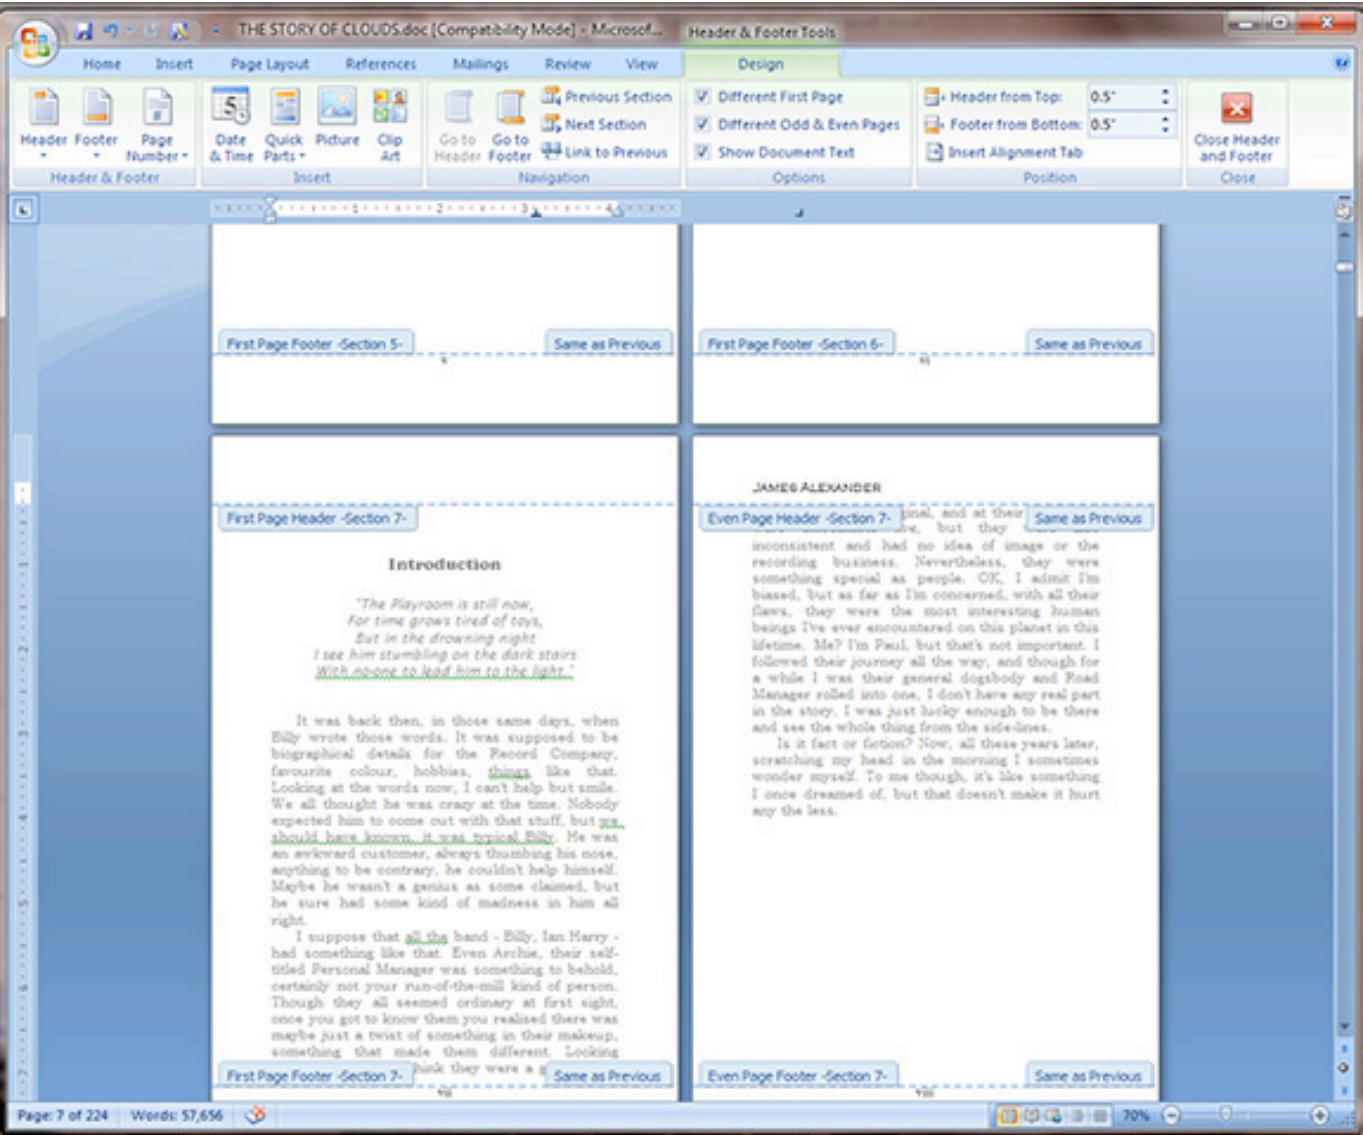 THE STORY OF CLOUDS.doc [Compatibility Mode] - Microsof...
Header & Footer Tools
Home Insert Page Layout References Mailings Review View Design
Header Footer Page Number
Date & Time Quick Parts Picture Clip Art
Go to Header Go to Footer
Previous Section
Next Section
Link to Previous
Different First Page
Different Odd & Even Pages
Show Document Text
Header from Top: 0.5"
Footer from Bottom: 0.5"
Insert Alignment Tab
Close Header and Footer
Header & Footer Insert Navigation Options Position Close
1 2 3 4
First Page Footer -Section 5- Same as Previous
v
First Page Footer -Section 6- Same as Previous
vi
First Page Header -Section 7-
Introduction
"The Playroom is still now,
For time grows tired of toys,
But in the drowning night
I see him stumbling on the dark stairs
With no-one to lead him to the light."
It was back then, in those same days, when
Billy wrote those words. It was supposed to be
biographical details for the Record Company,
favourite colour, hobbies, things like that.
Looking at the words now, I can't help but smile.
We all thought he was crazy at the time. Nobody
expected him to come out with that stuff, but we
should have known, it was typical Billy. He was
an awkward customer, always thumbing his nose,
anything to be contrary, he couldn't help himself.
Maybe he wasn't a genius as some claimed, but
he sure had some kind of madness in him all
right.
I suppose that all the band - Billy, Ian Harry -
had something like that. Even Archie, their self-
titled Personal Manager was something to behold,
certainly not your run-of-the-mill kind of person.
Though they all seemed ordinary at first sight,
once you got to know them you realised there was
maybe just a twist of something in their makeup,
something that made them different. Looking
hink they were a g
First Page Footer -Section 7- Same as Previous
vii
JAMES ALEXANDER
Even Page Header -Section 7- Same as Previous
inal, and at their
but they
inconsistent and had no idea of image or the
recording business. Nevertheless, they were
something special as people. OK, I admit I'm
biased, but as far as I'm concerned, with all their
flaws, they were the most interesting human
beings I've ever encountered on this planet in this
lifetime. Me? I'm Paul, but that's not important. I
followed their journey all the way, and though for
a while I was their general dogsbody and Road
Manager rolled into one, I don't have any real part
in the story. I was just lucky enough to be there
and see the whole thing from the side-lines.
Is it fact or fiction? Now, all these years later,
scratching my head in the morning I sometimes
wonder myself. To me though, it's like something
I once dreamed of, but that doesn't make it hurt
any the less.
Even Page Footer -Section 7- Same as Previous
viii
Page: 7 of 224 Words: 57,656 70%